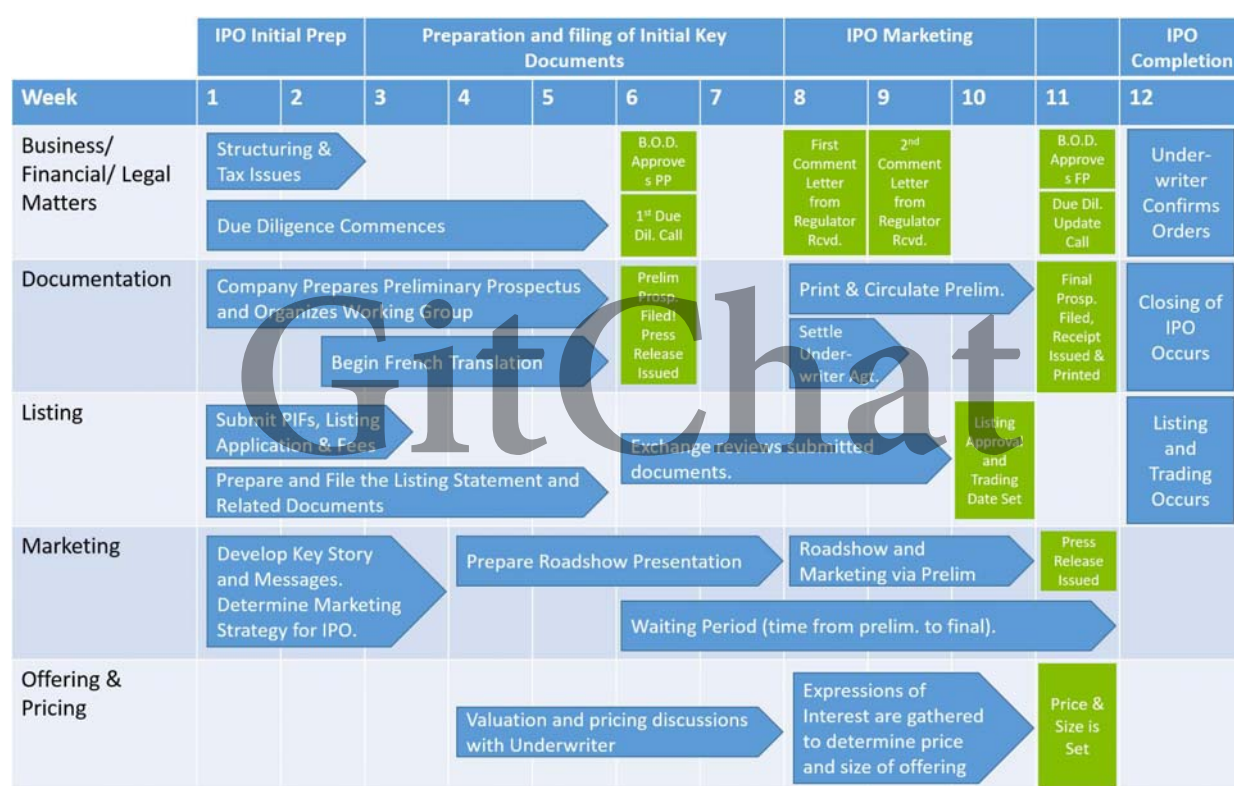 IPO Initial Prep
Preparation and filing of Initial Key
Documents
IPO Marketing
IPO
Completion
Week
1
2
3
4
5
6
7
8
9
10
11
12
Business/
Financial/ Legal
Matters
Structuring &
Tax Issues
Due Diligence Commences
B.O.D.
Approve
s PP
1st Due
Dil. Call
First
Comment
Letter
from
Regulator
Rcvd.
2nd
Comment
Letter
from
Regulator
Rcvd.
B.O.D.
Approve
s FP
Due Dil.
Update
Call
Under-
writer
Confirms
Orders
Documentation
Company Prepares Preliminary Prospectus
and Organizes Working Group
Begin French Translation
Prelim
Prosp.
Filed!
Press
Release
Issued
Print & Circulate Prelim.
Settle
Under-
writer Agt.
Final
Prosp.
Filed,
Receipt
Issued &
Printed
Closing of
IPO
Occurs
GitChat
Listing
Submit PIFs, Listing
Application & Fees
Prepare and File the Listing Statement and
Related Documents
Exchange reviews submitted
documents.
Listing
Approval
and
Trading
Date Set
Listing
and
Trading
Occurs
Marketing
Develop Key Story
and Messages.
Determine Marketing
Strategy for IPO.
Prepare Roadshow Presentation
Roadshow and
Marketing via Prelim
Press
Release
Issued
Waiting Period (time from prelim. to final).
Offering &
Pricing
Valuation and pricing discussions
with Underwriter
Expressions of
Interest are gathered
to determine price
and size of offering
Price &
Size is
Set